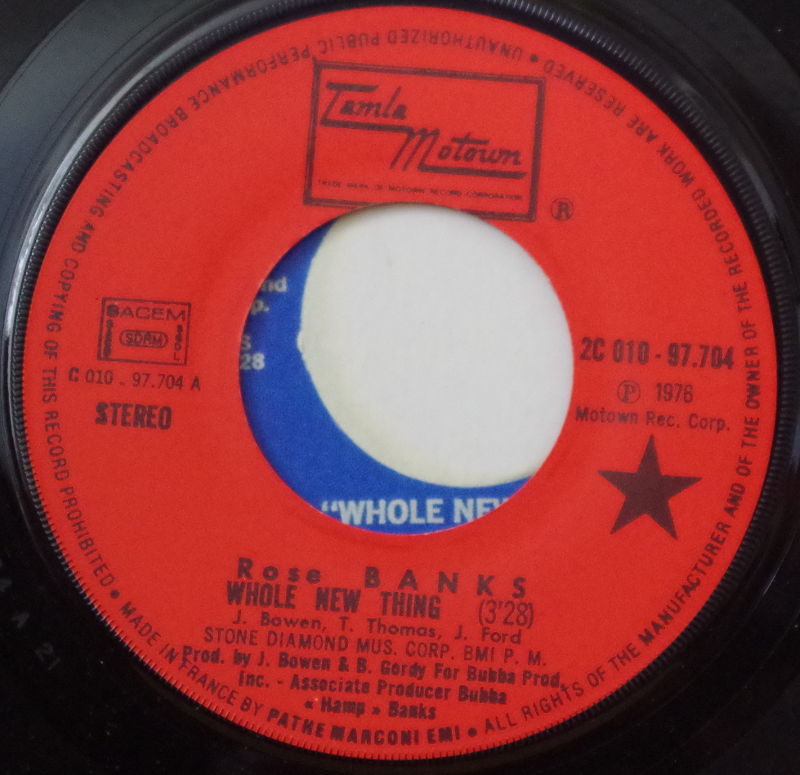 Tamla
Motown
TRADE MARK OF MOTOWN RECORD CORPORATION
®
SACEM
SDRM
C 010 - 97.704 A
STEREO
2C 010 - 97.704
Ⓟ 1976
Motown Rec. Corp.
nd
p.
S
28
"WHOLE NEW
Rose BANKS
WHOLE NEW THING (3'28)
J. Bowen, T. Thomas, J. Ford
STONE DIAMOND MUS. CORP. BMI P. M.
Prod. by J. Bowen & B. Gordy For Bubba Prod.
Inc. - Associate Producer Bubba
« Hamp » Banks
MADE IN FRANCE BY PATHE MARCONI EMI • ALL RIGHTS OF THE MANUFACTURER AND OF THE OWNER OF THE RECORDED WORK ARE RESERVED • UNAUTHORIZED PUBLIC PERFORMANCE BROADCASTING AND COPYING OF THIS RECORD PROHIBITED •
A 21